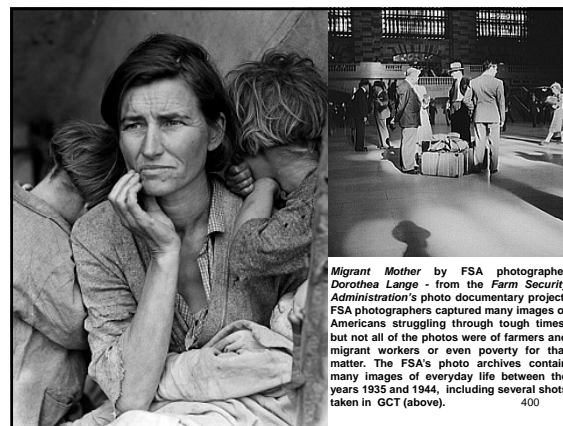 Migrant Mother by FSA photographe
Dorothea Lange - from the Farm Security
Administration's photo documentary project
FSA photographers captured many images o
Americans struggling through tough times
but not all of the photos were of farmers and
migrant workers or even poverty for tha
matter. The FSA's photo archives contain
many images of everyday life between the
years 1935 and 1944, including several shots
taken in GCT (above). 400